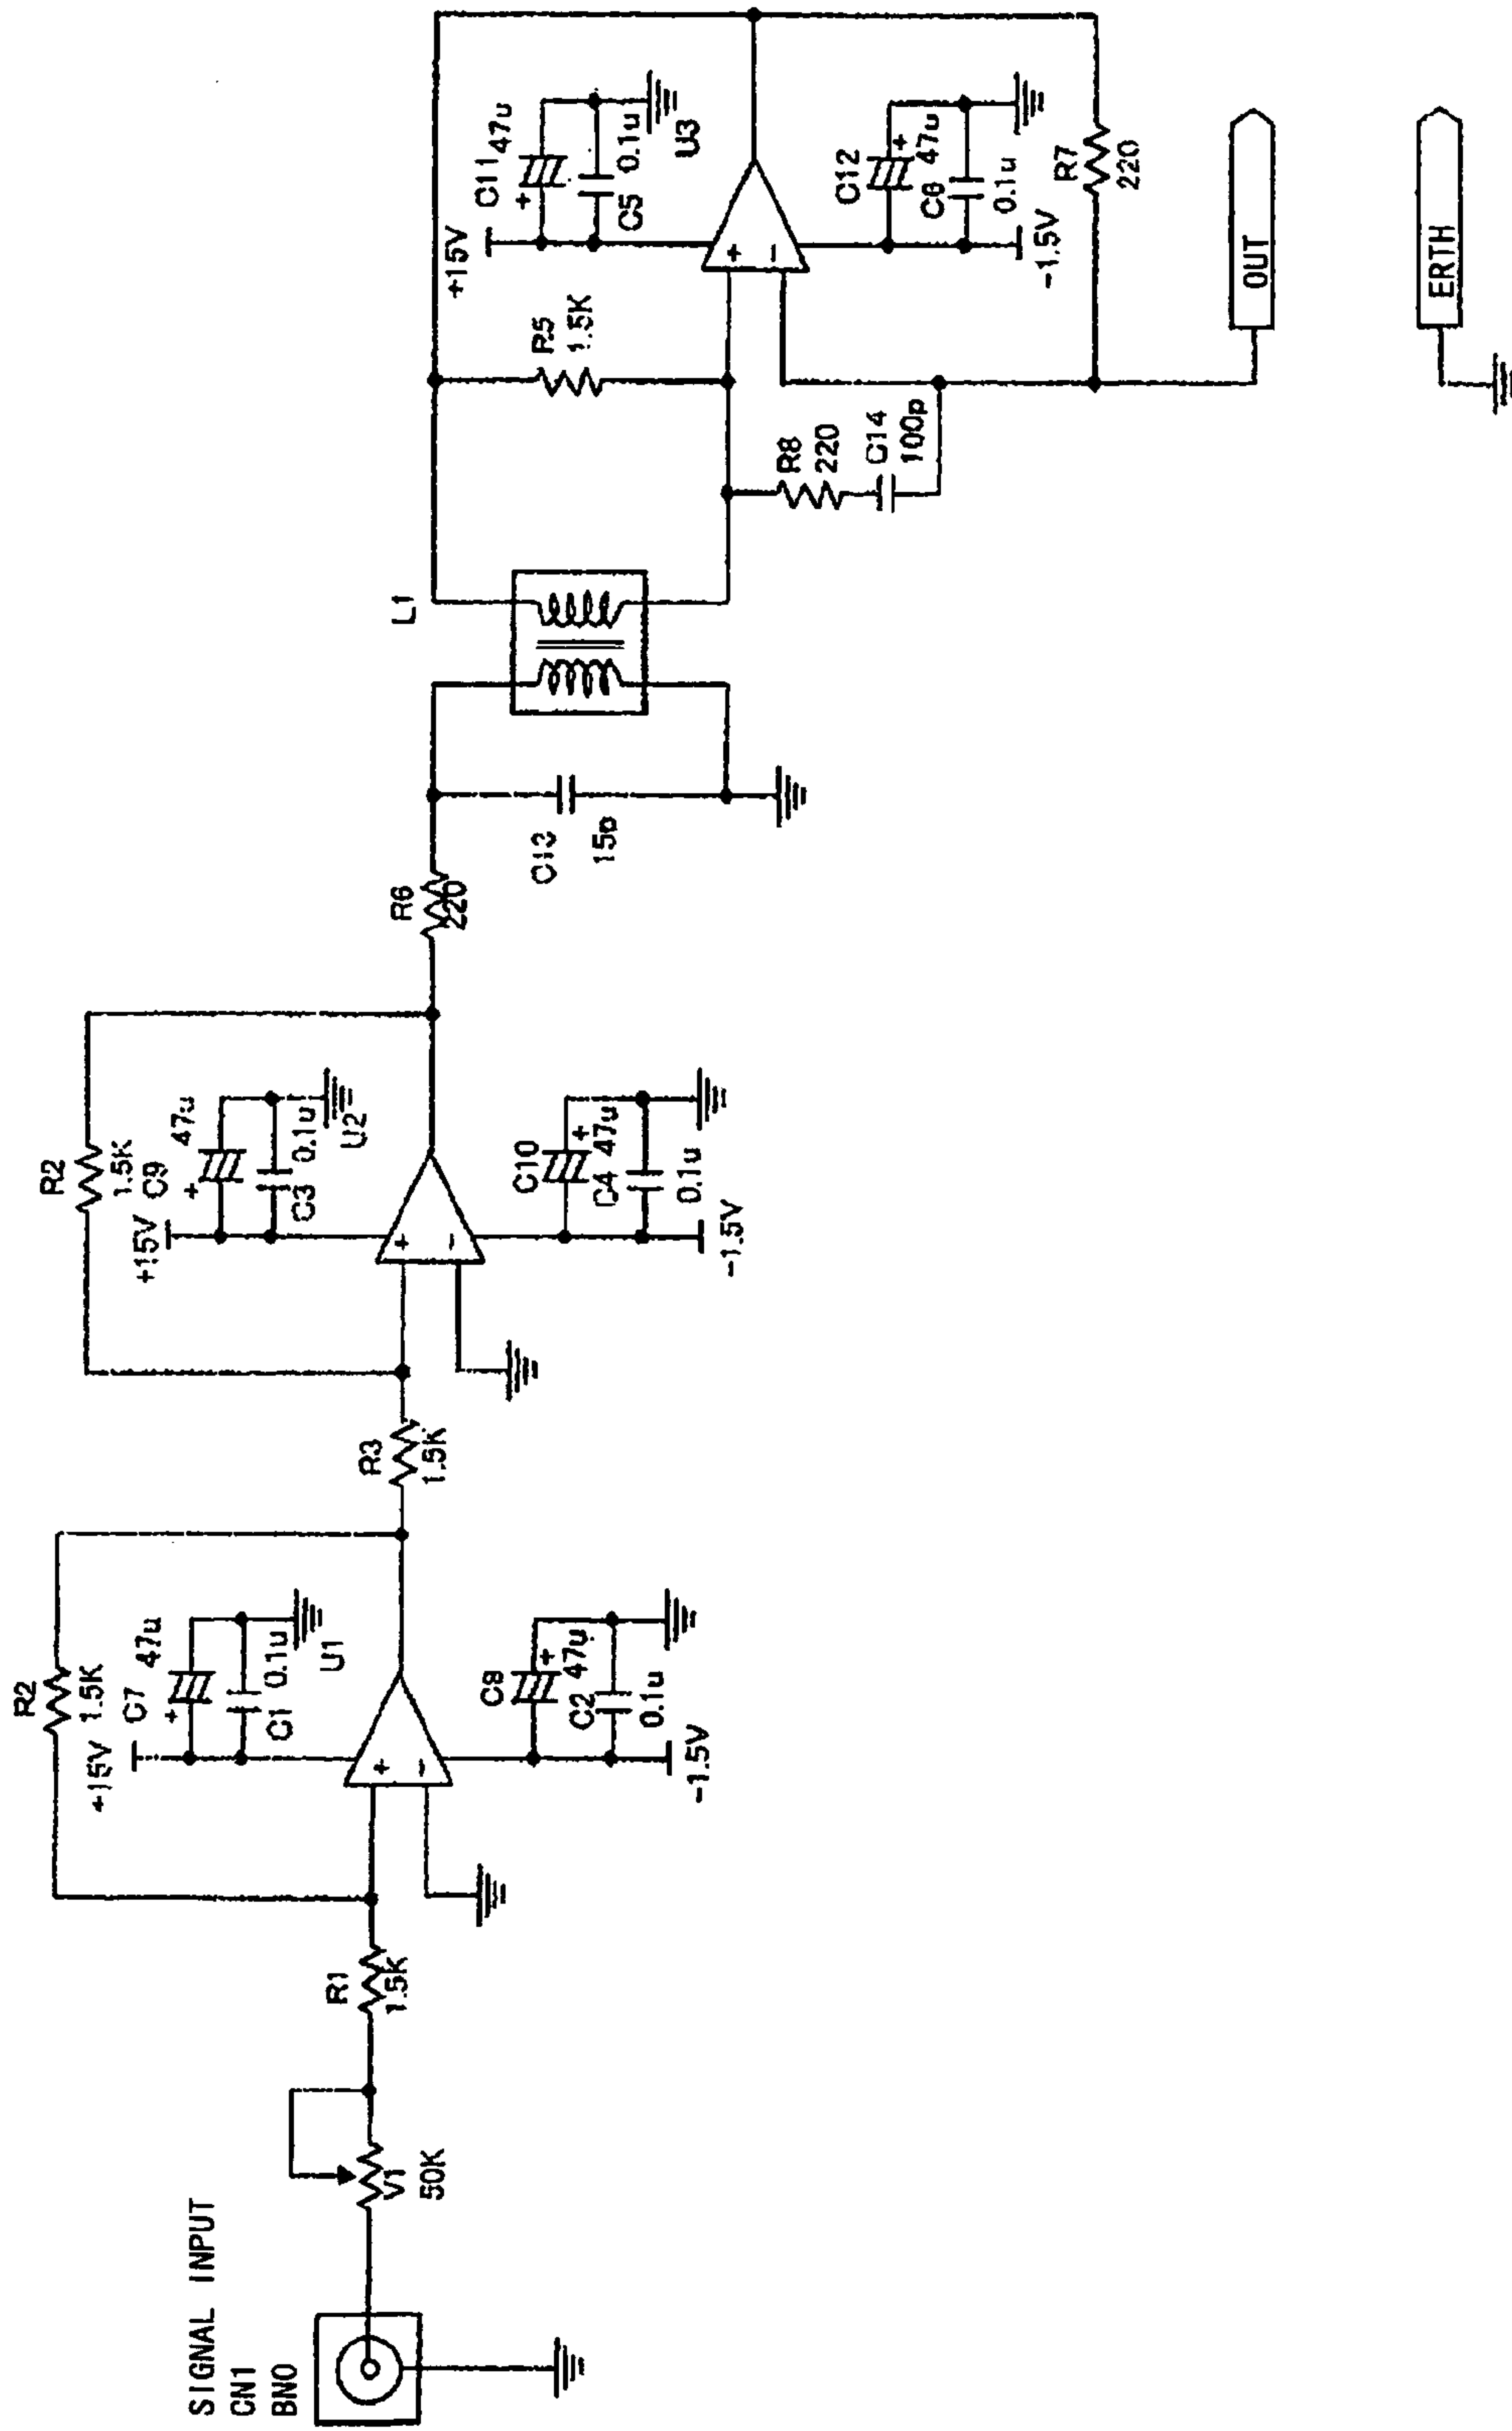 SIGNAL INPUT
CN1
BNO
V1
50K
R1
1.5K
R2
1.5K
+15V
C7
47u
C1
0.1u
U1
C8
47u
C2
0.1u
-1.5V
R3
1.5K
R2
1.5K
+15V
C9
47u
C3
0.1u
U2
C10
47u
C4
0.1u
-1.5V
R6
220
C13
15p
L1
R5
1.5K
R8
220
C14
100p
+15V
C11
47u
C5
0.1u
U3
C12
47u
C6
0.1u
-1.5V
R7
220
OUT
ERTH